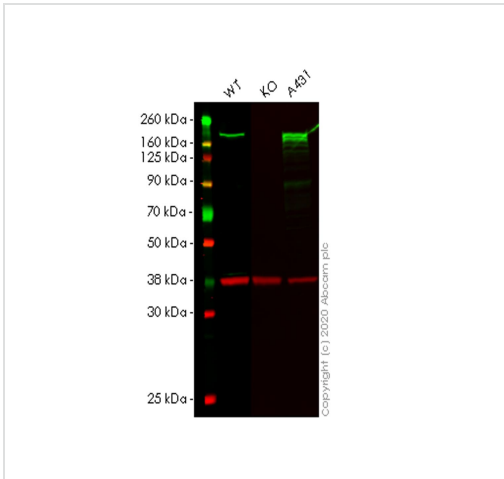 WT KO A431
260 kDa -
160 kDa -
125 kDa -
90 kDa -
70 kDa -
50 kDa -
38 kDa -
30 kDa -
25 kDa -
Copyright (c) 2020 Abcam plc